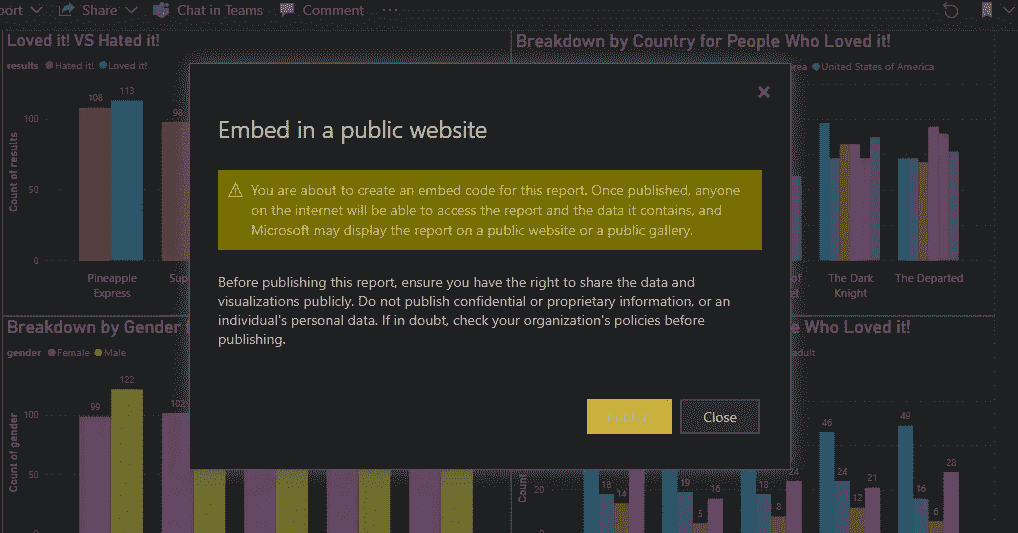 ort Share Chat in Teams Comment ...
Loved it! VS Hated it!
results Hated it! Loved it!
108
113
98
100
50
0
Count of results
Pineapple
Express
Sup
Breakdown by Country for People Who Loved it!
rea United States of America
of
et
The Dark
Knight
The Departed
Embed in a public website
You are about to create an embed code for this report. Once published, anyone
on the internet will be able to access the report and the data it contains, and
Microsoft may display the report on a public website or a public gallery.
Before publishing this report, ensure you have the right to share the data and
visualizations publicly. Do not publish confidential or proprietary information, or an
individual's personal data. If in doubt, check your organization's policies before
publishing.
Close
Breakdown by Gender
gender Female Male
99
122
102
100
50
0
Count of gender
e Who Loved it!
adult
Count
20
0
18
14
19
5
16
18
8
24
46
12
21
49
16
6
28